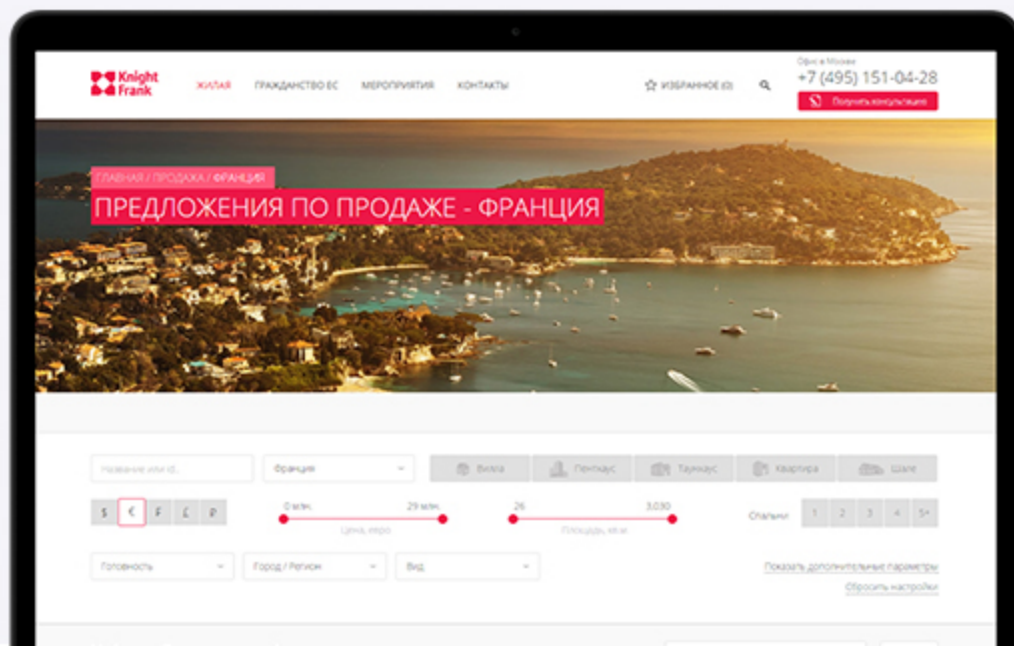 Knight
Frank
ЖИЛАЯ ГРАЖДАНСТВО ЕС МЕРОПРИЯТИЯ КОНТАКТЫ
ИЗБРАННОЕ (0)
Офис в Москве
+7 (495) 151-04-28
Получить консультацию
ГЛАВНАЯ / ПРОДАЖА / ФРАНЦИЯ
ПРЕДЛОЖЕНИЯ ПО ПРОДАЖЕ - ФРАНЦИЯ
Название или id.. Франция Вилла Пентхаус Таунхаус Квартира Шале
$ € ₣ £ ₽
0 млн. 29 млн. 26 3,030
Цена, евро Площадь, кв.м
Спальни: 1 2 3 4 5+
Готовность Город / Регион Вид
Показать дополнительные параметры
Сбросить настройки